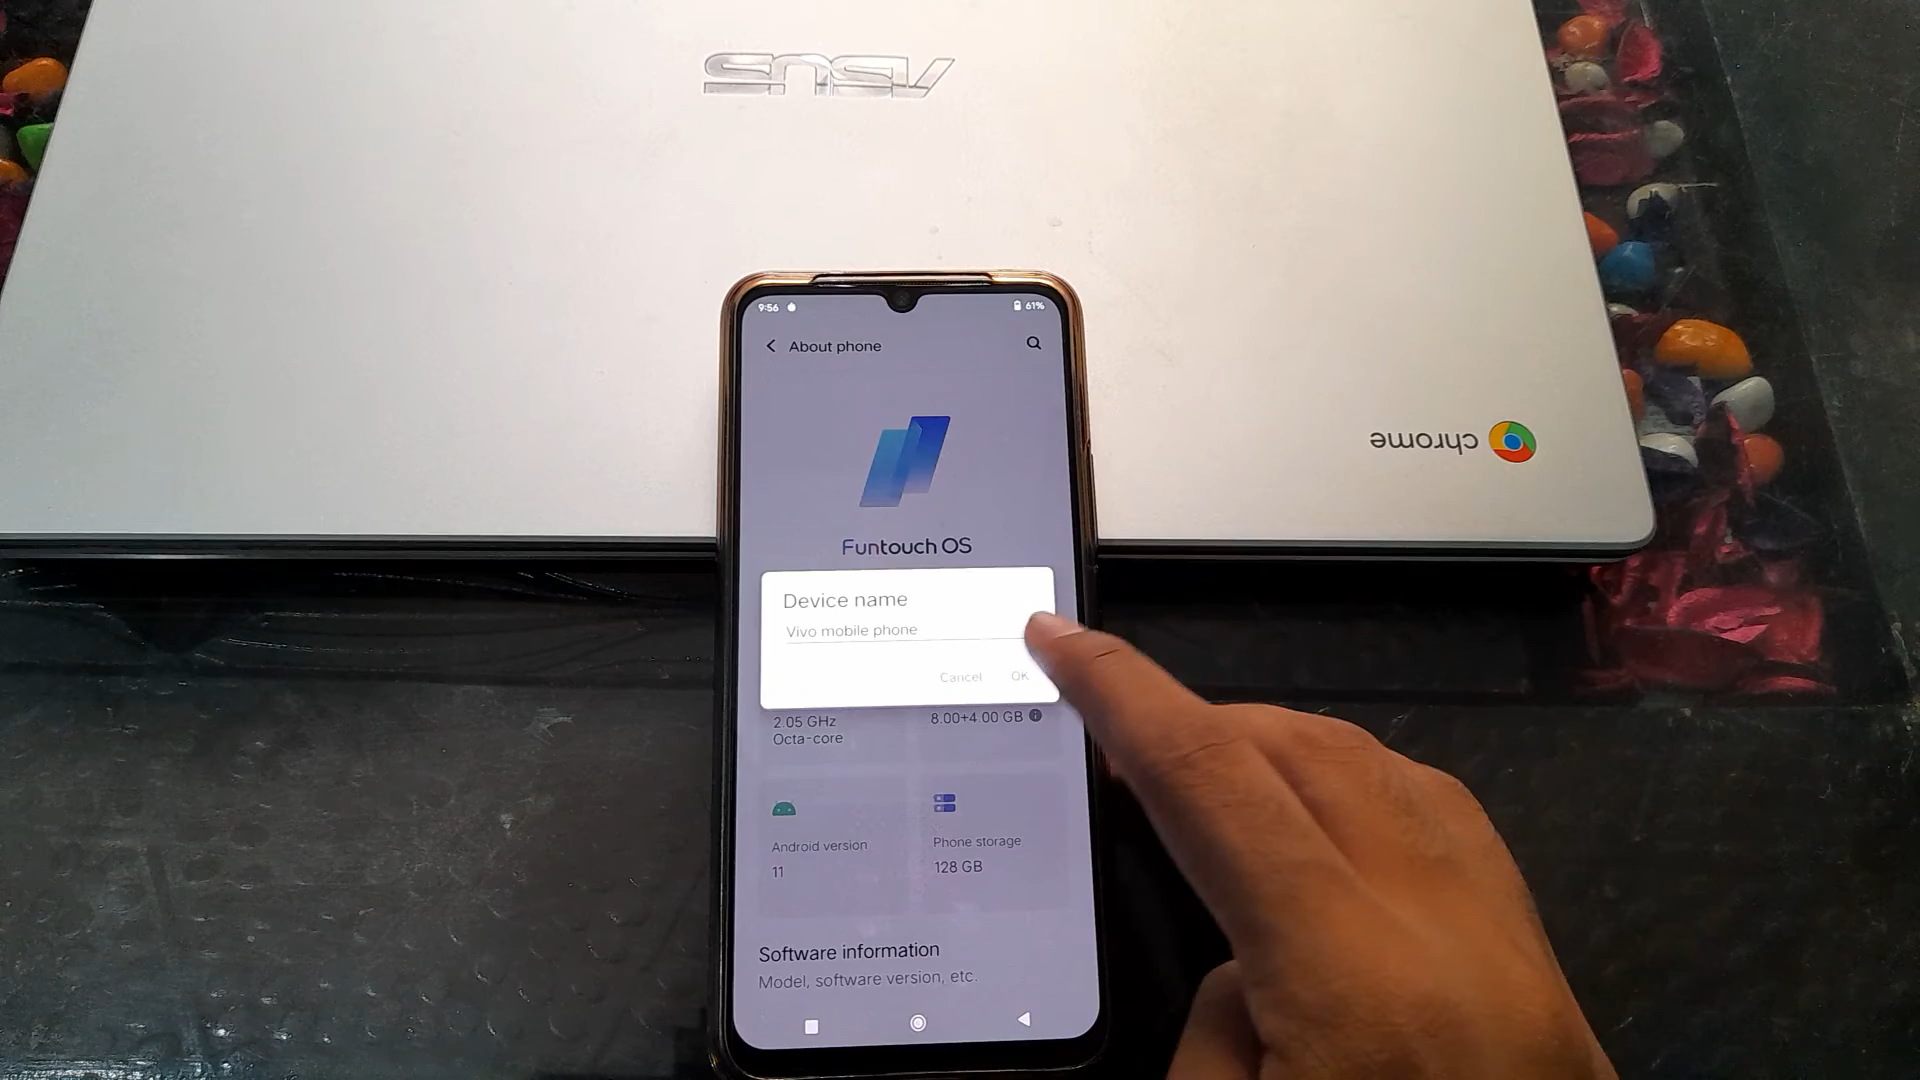 ASUS
chrome
9:56
61%
About phone
Funtouch OS
Device name
Vivo mobile phone
Cancel
OK
2.05 GHz
Octa-core
8.00+4.00 GB
Android version
11
Phone storage
128 GB
Software information
Model, software version, etc.